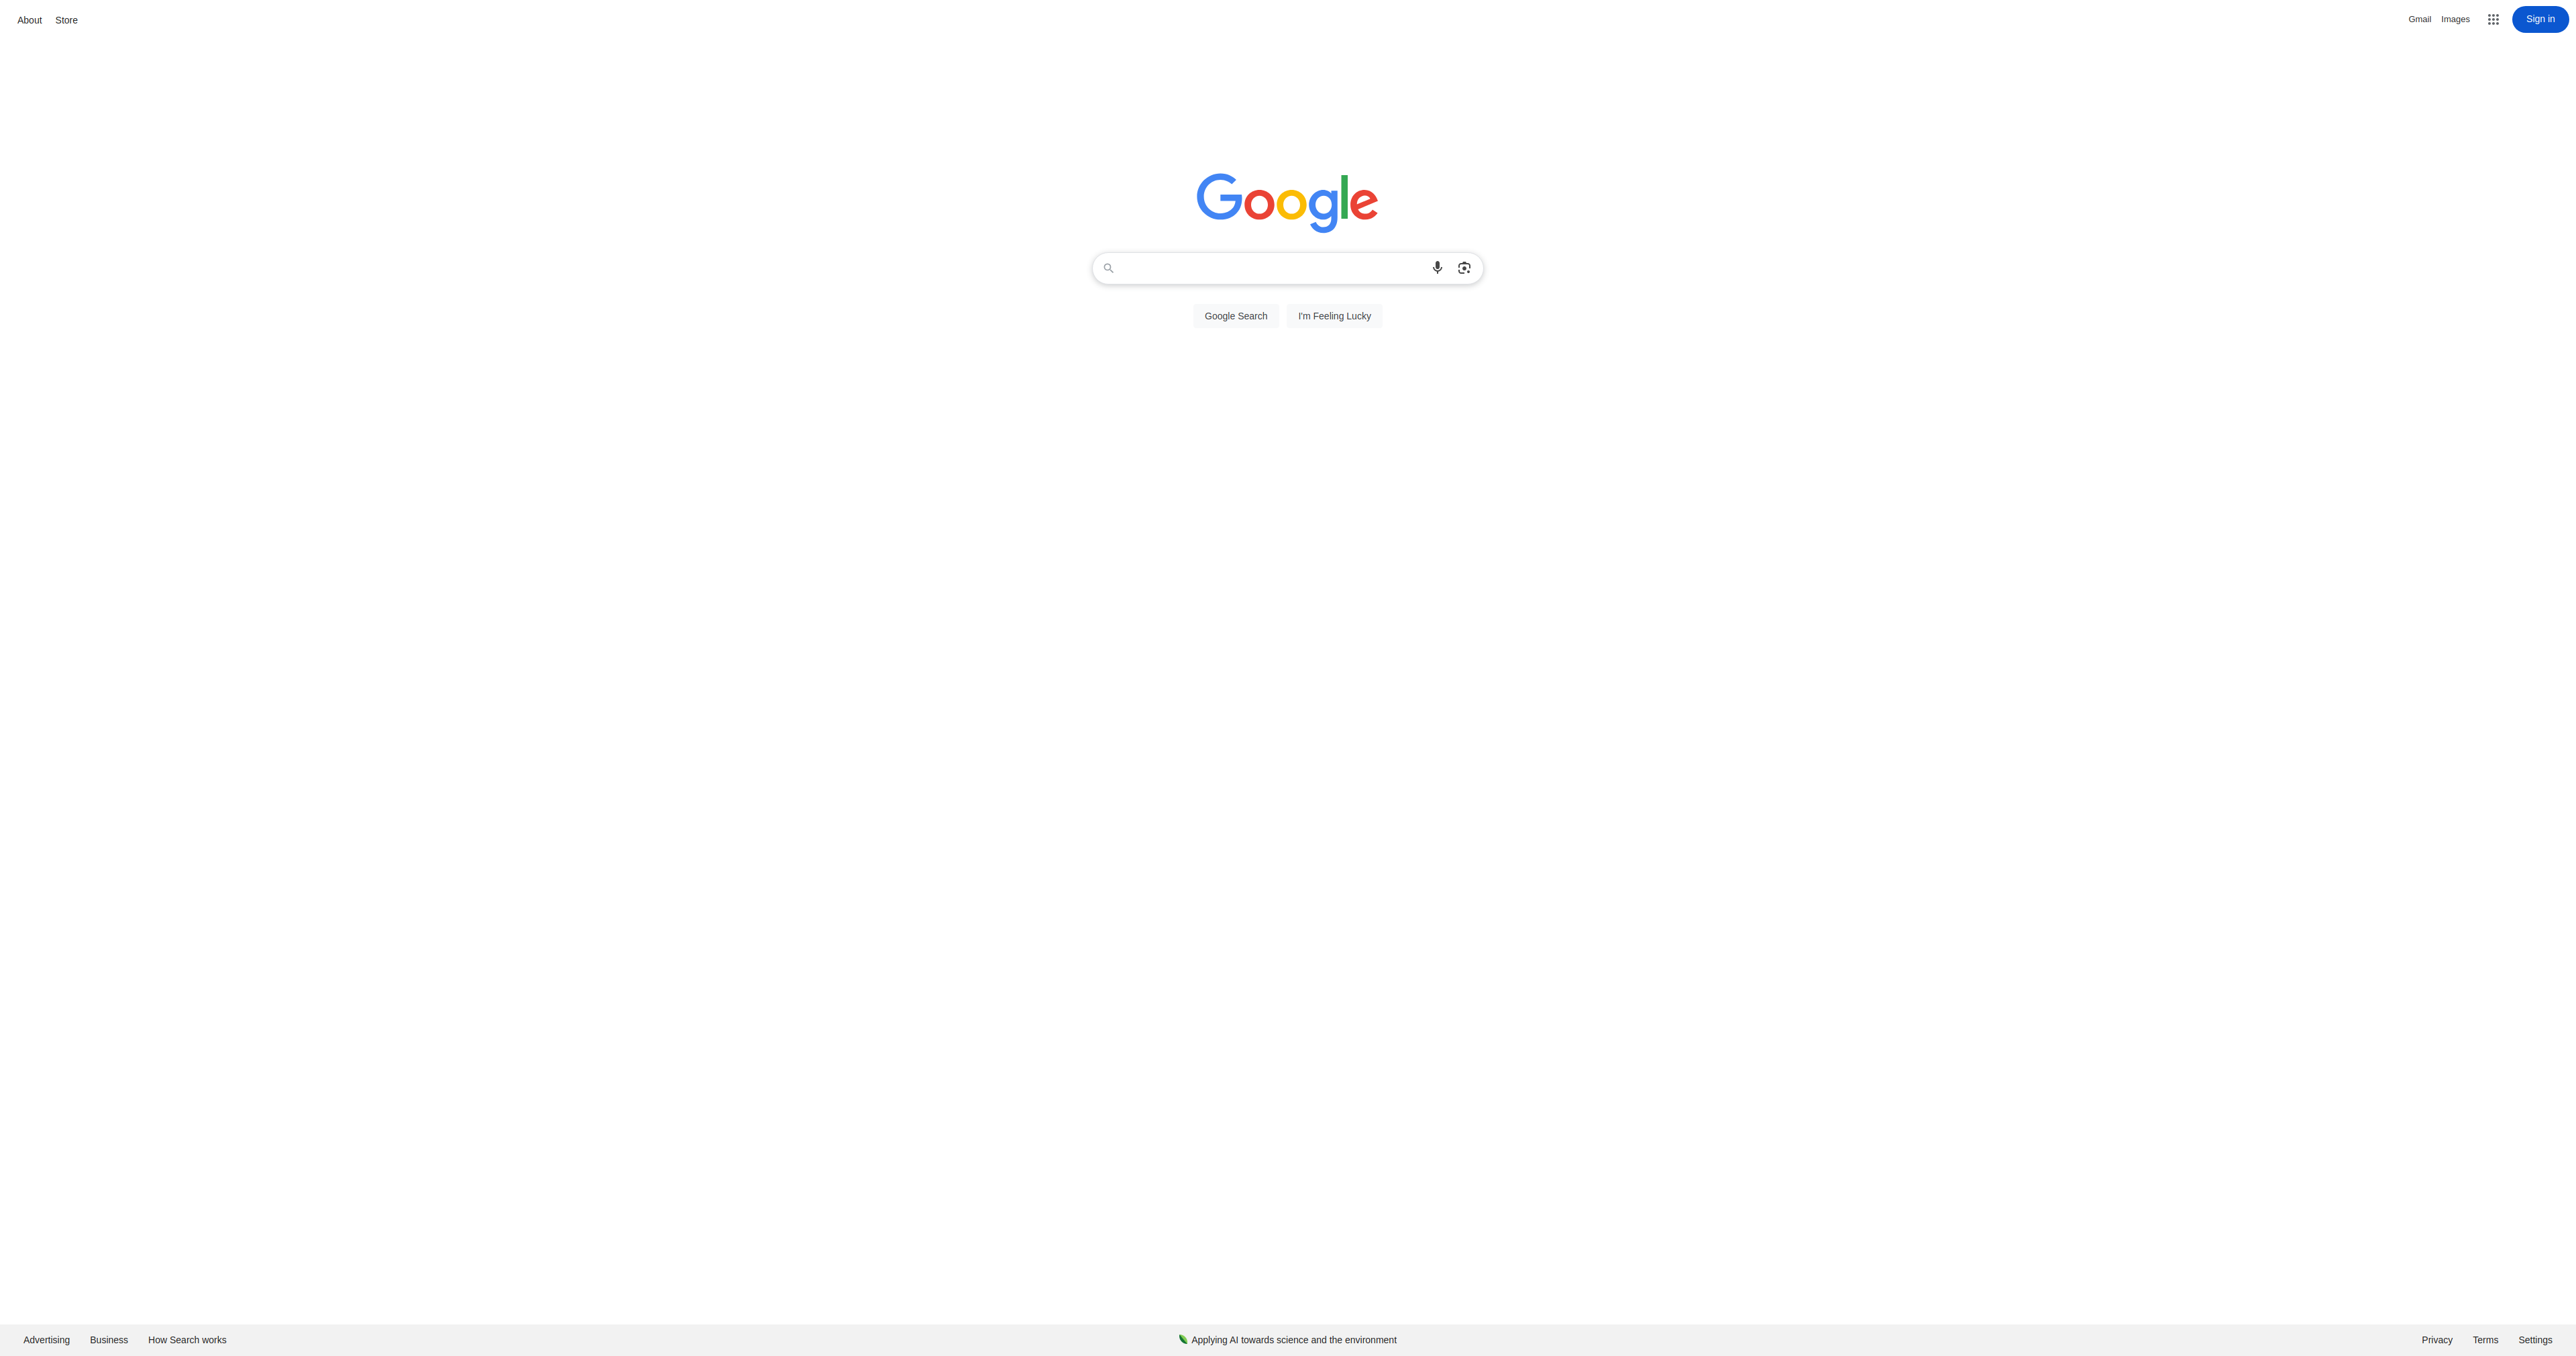 About Store Gmail Images Sign in
Google
Google Search I'm Feeling Lucky
Advertising Business How Search works Applying AI towards science and the environment Privacy Terms Settings